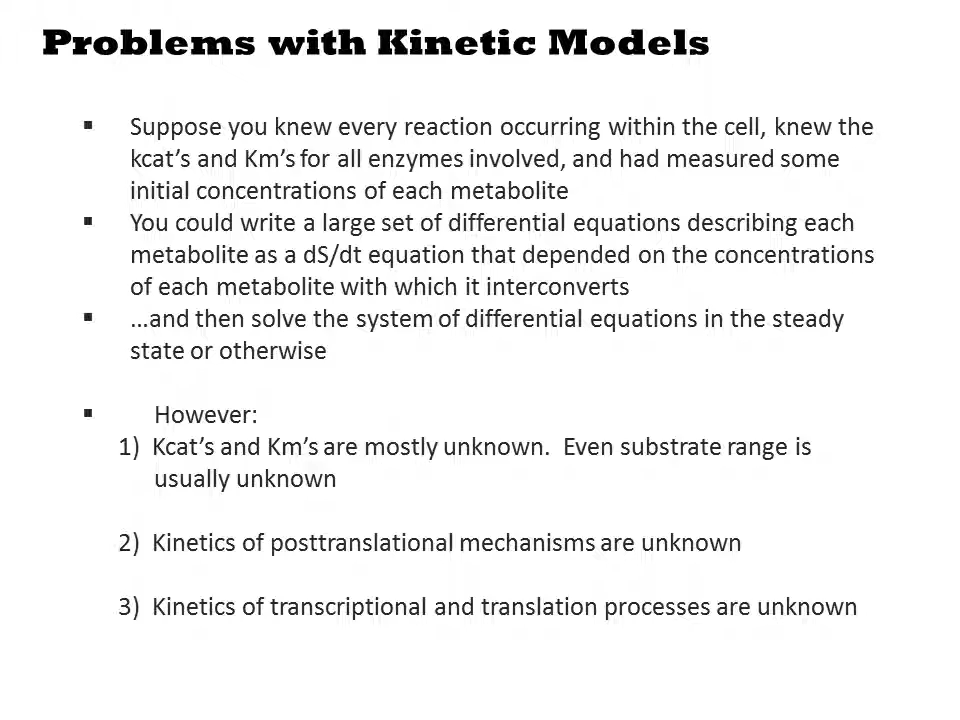 Problems with Kinetic Models
▪ Suppose you knew every reaction occurring within the cell, knew the
kcat’s and Km’s for all enzymes involved, and had measured some
initial concentrations of each metabolite
▪ You could write a large set of differential equations describing each
metabolite as a dS/dt equation that depended on the concentrations
of each metabolite with which it interconverts
▪ …and then solve the system of differential equations in the steady
state or otherwise
▪ However:
1) Kcat’s and Km’s are mostly unknown. Even substrate range is
usually unknown
2) Kinetics of posttranslational mechanisms are unknown
3) Kinetics of transcriptional and translation processes are unknown